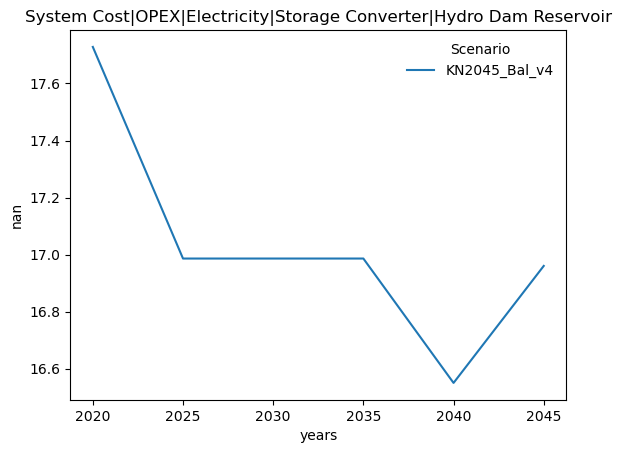 System Cost|OPEX|Electricity|Storage Converter|Hydro Dam Reservoir
Scenario
KN2045_Bal_v4
17.6
17.4
17.2
17.0
16.8
16.6
nan
2020 2025 2030 2035 2040 2045
years